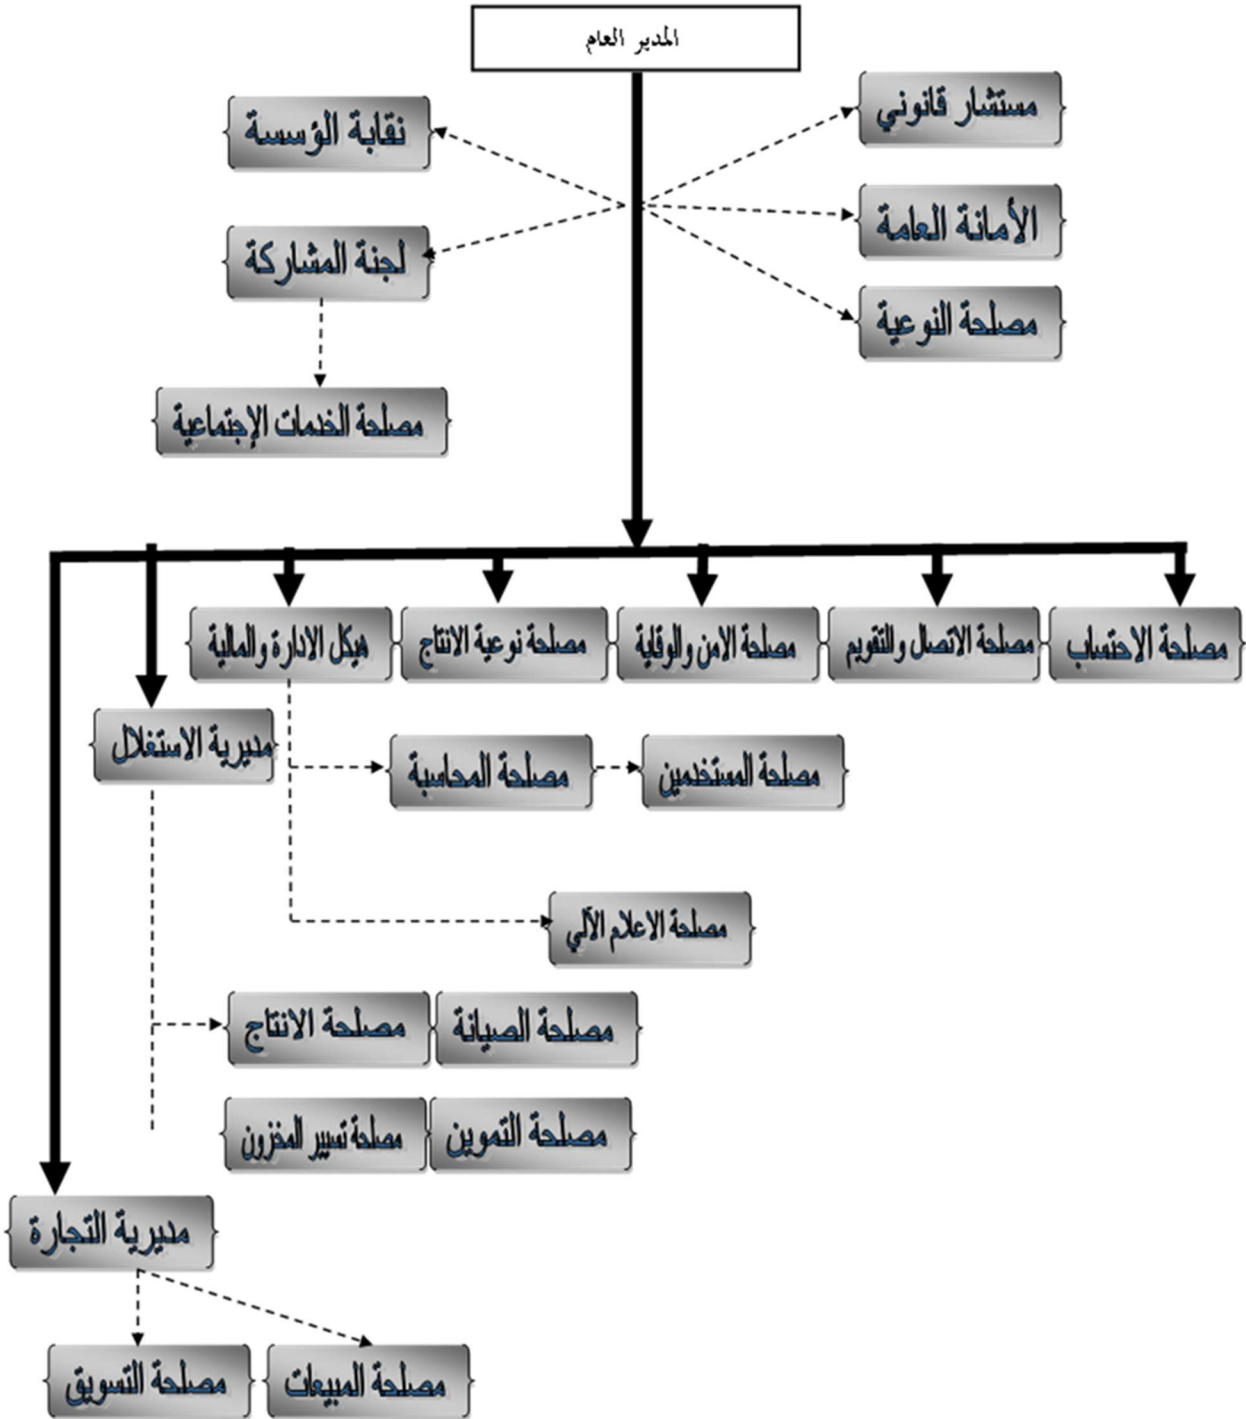 المدير العام
مستشار قانوني
نقابة الؤسسة
الأمانة العامة
لجنة المشاركة
مصلحة النوعية
مصلحة الخدمات الإجتماعية
مصلحة الاحتساب
مصلحة الاتصال والتقويم
مصلحة الامن والوقاية
مصلحة نوعية الانتاج
هيكل الادارة والمالية
مديرية الاستغلال
مصلحة المستخدمين
مصلحة المحاسبة
مصلحة الاعلام الآلي
مصلحة الصيانة
مصلحة الانتاج
مصلحة التموين
مصلحة تسيير المخزون
مديرية التجارة
مصلحة المبيعات
مصلحة التسويق